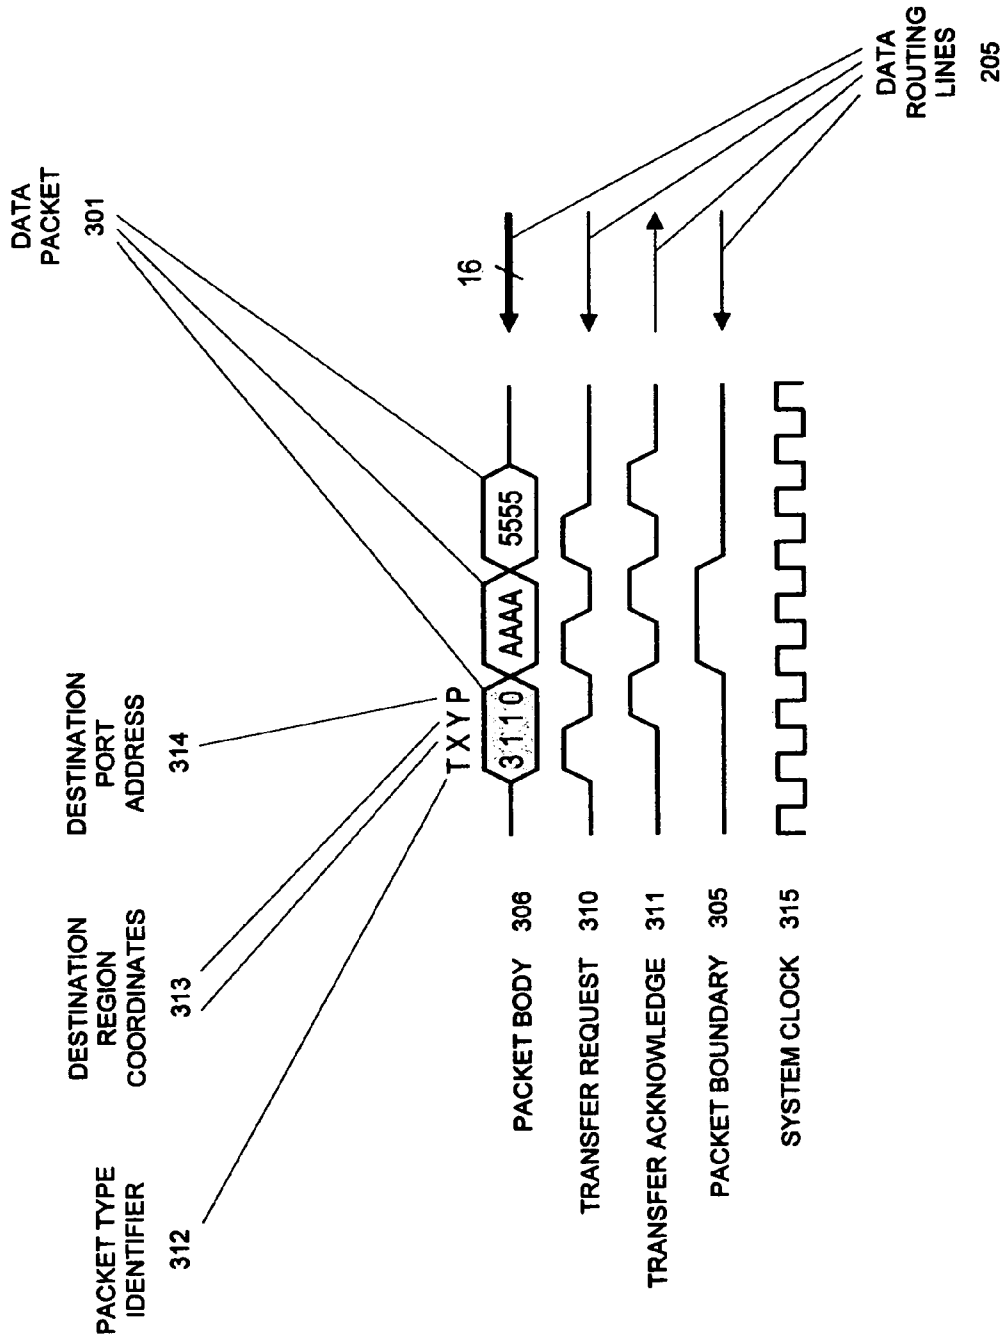 DATA
PACKET
301
DESTINATION
PORT
ADDRESS
314
DESTINATION
REGION
COORDINATES
313
PACKET TYPE
IDENTIFIER
312
T X Y P
3 1 1 0
AAAA
5555
16
PACKET BODY 306
TRANSFER REQUEST 310
TRANSFER ACKNOWLEDGE 311
PACKET BOUNDARY 305
SYSTEM CLOCK 315
DATA
ROUTING
LINES
205